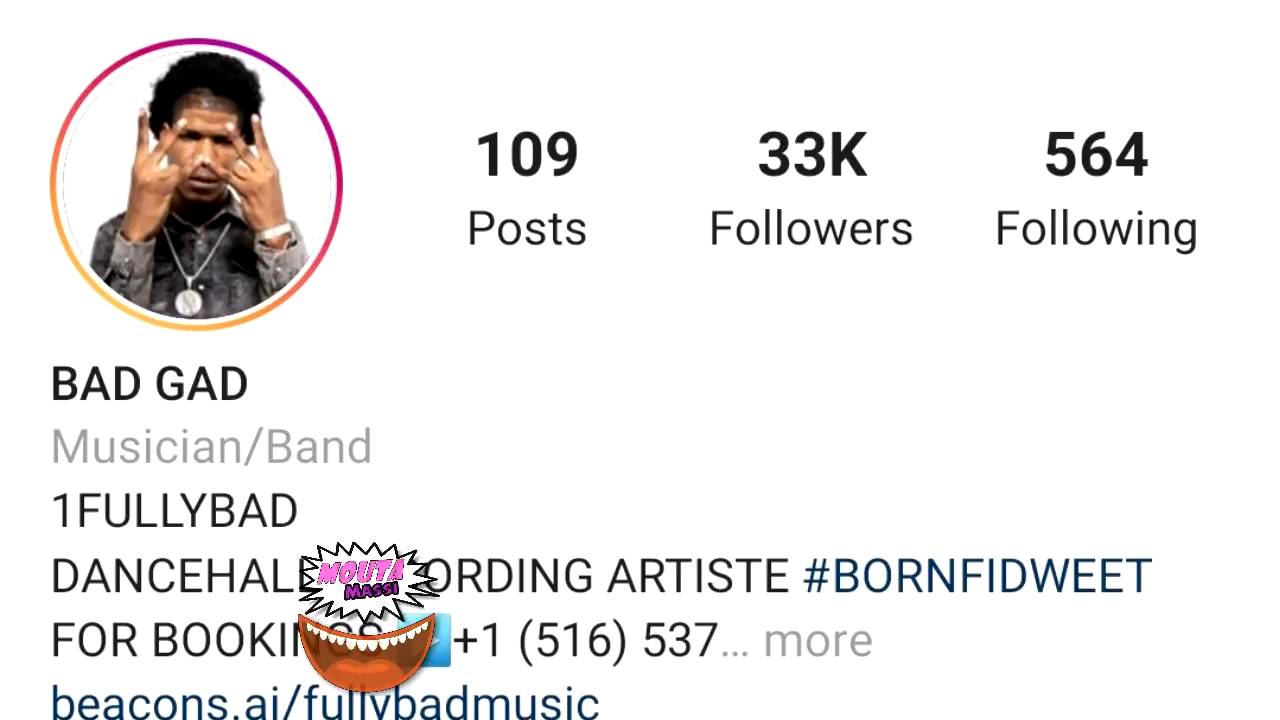 109 33K 564
Posts Followers Following
BAD GAD
Musician/Band
1FULLYBAD
DANCEHALL ORDING ARTISTE #BORNFIDWEET
MOUTA
MASSI
FOR BOOKINGS +1 (516) 537... more
beacons.ai/fullybadmusic